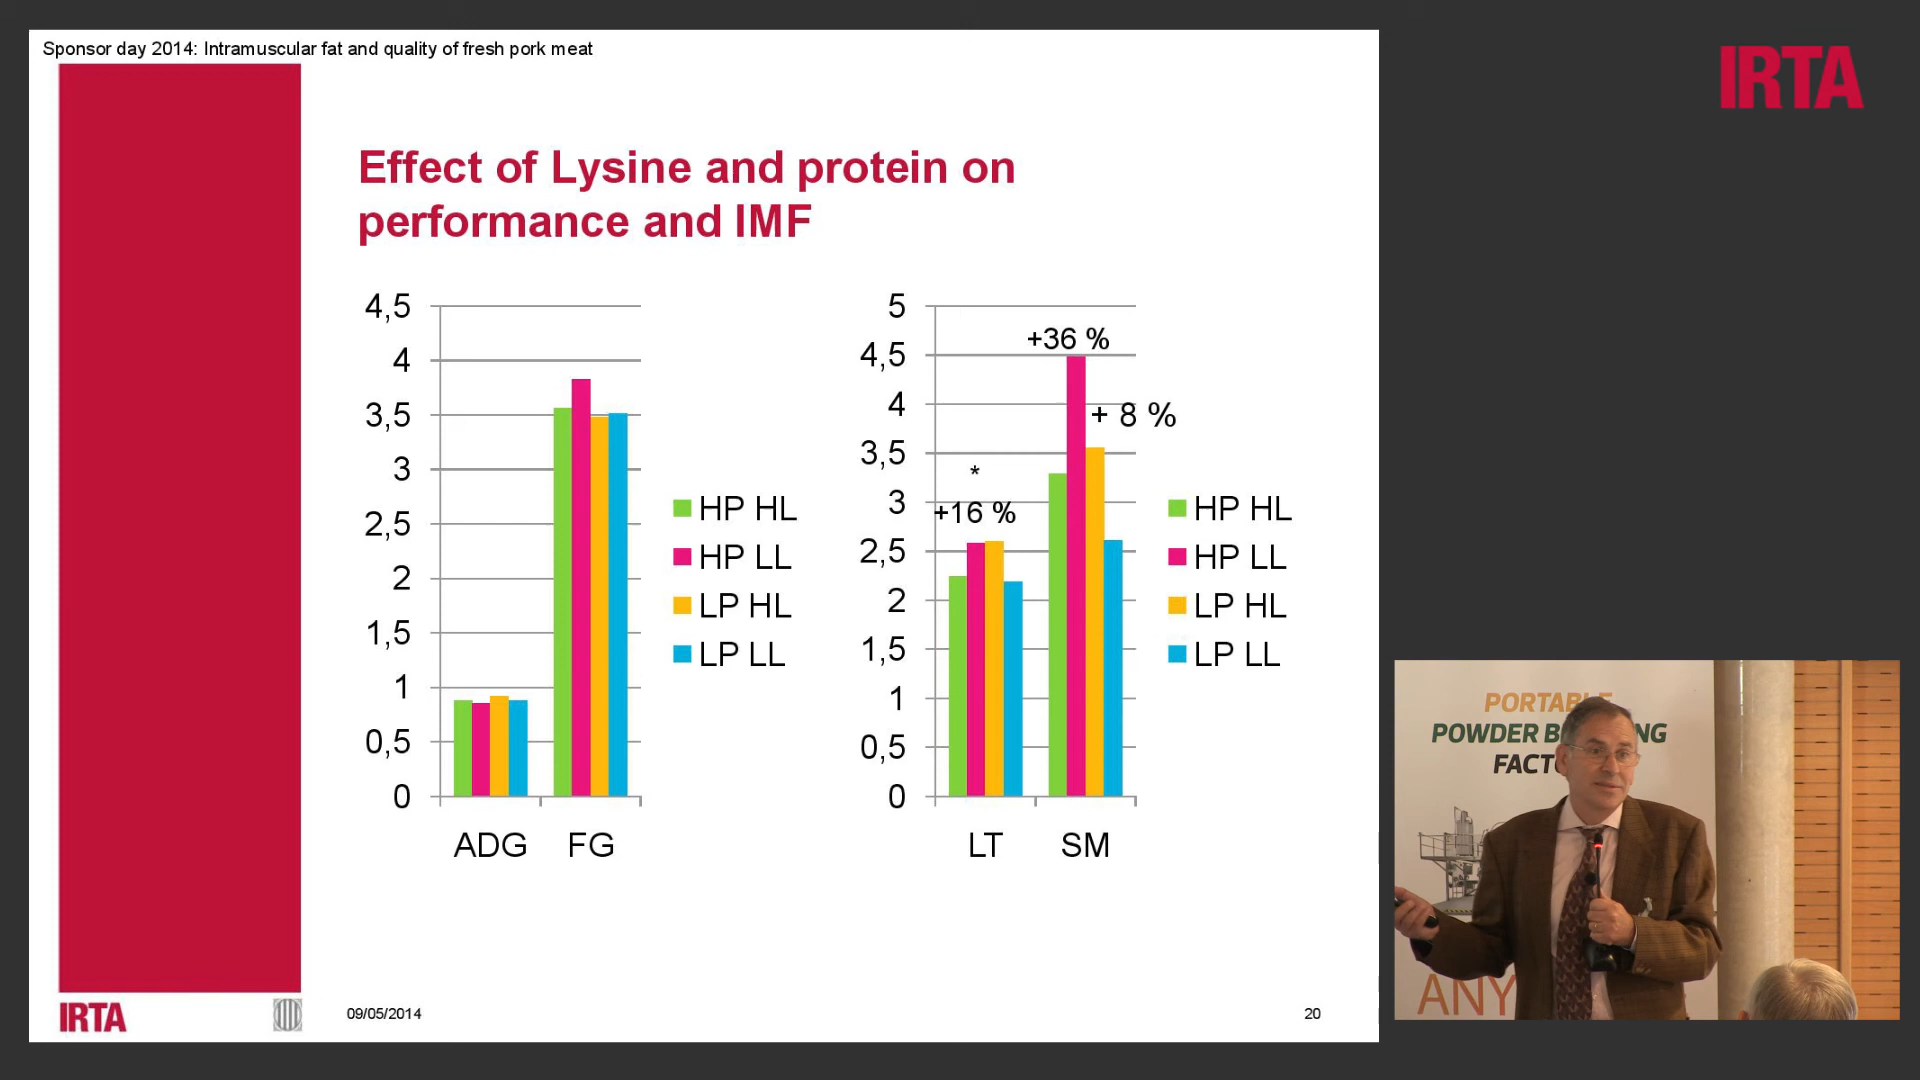 Sponsor day 2014: Intramuscular fat and quality of fresh pork meat
IRTA
Effect of Lysine and protein on
performance and IMF
4,5
4
3,5
3
2,5
2
1,5
1
0,5
0
ADG FG
HP HL
HP LL
LP HL
LP LL
5
4,5
4
3,5
3
2,5
2
1,5
1
0,5
0
+36 %
+ 8 %
*
+16 %
LT SM
HP HL
HP LL
LP HL
LP LL
IRTA
09/05/2014
20
PORTABLE
POWDER
FACT
ANY